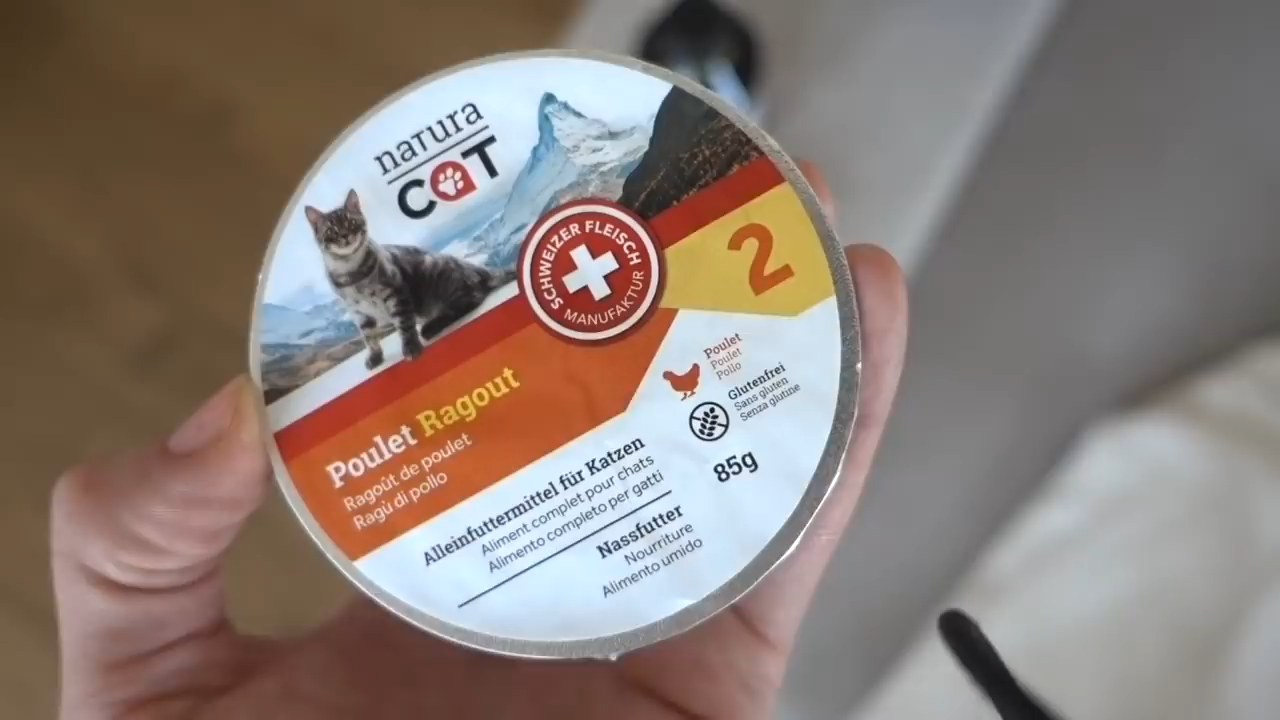 naTura
CaT
SCHWEIZER FLEISCH
MANUFAKTUR
2
Poulet
Poulet
Pollo
Glutenfrei
Sans gluten
Senza glutine
85g
Poulet Ragout
Ragoût de poulet
Ragù di pollo
Alleinfuttermittel für Katzen
Aliment complet pour chats
Alimento completo per gatti
Nassfutter
Nourriture
Alimento umido